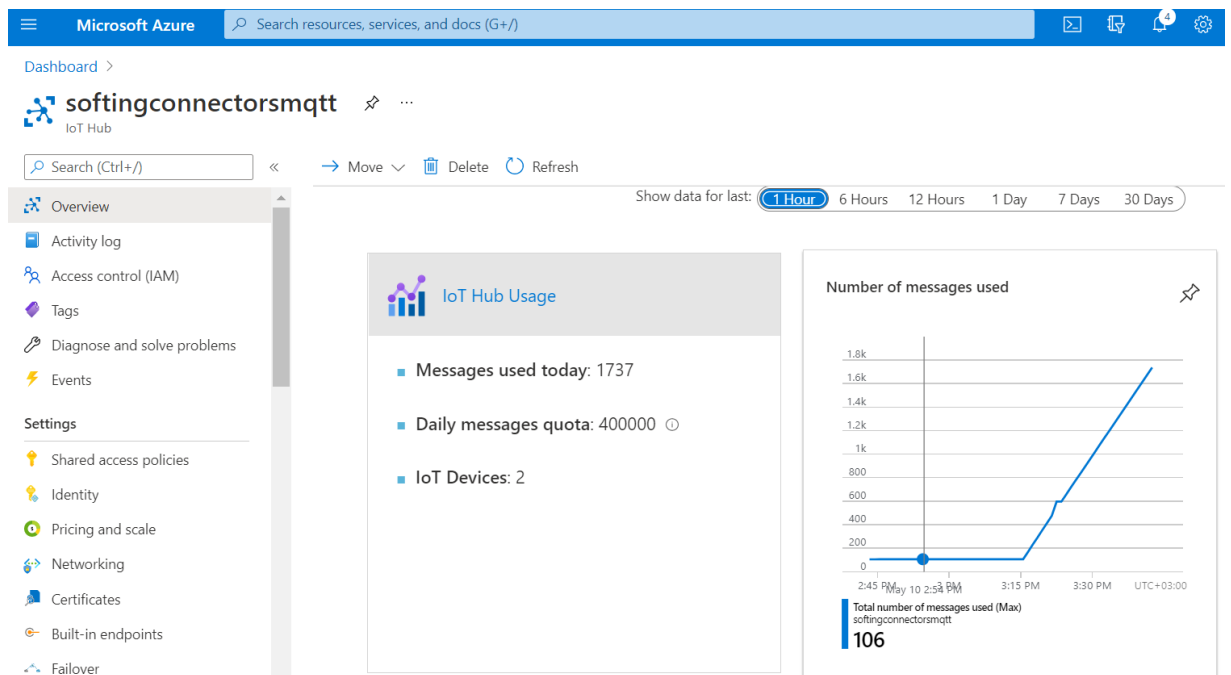 Microsoft Azure
Search resources, services, and docs (G+/)
4
Dashboard >
softingconnectorsmqtt
IoT Hub
Search (Ctrl+/)
«
Move
Delete
Refresh
Overview
Activity log
Access control (IAM)
Tags
Diagnose and solve problems
Events
Settings
Shared access policies
Identity
Pricing and scale
Networking
Certificates
Built-in endpoints
Failover
Show data for last: 1 Hour 6 Hours 12 Hours 1 Day 7 Days 30 Days
IoT Hub Usage
Messages used today: 1737
Daily messages quota: 400000
IoT Devices: 2
Number of messages used
1.8k
1.6k
1.4k
1.2k
1k
800
600
400
200
0
2:45 PM May 10 2:54 PM 3 PM 3:15 PM 3:30 PM UTC+03:00
Total number of messages used (Max)
softingconnectorsmqtt
106